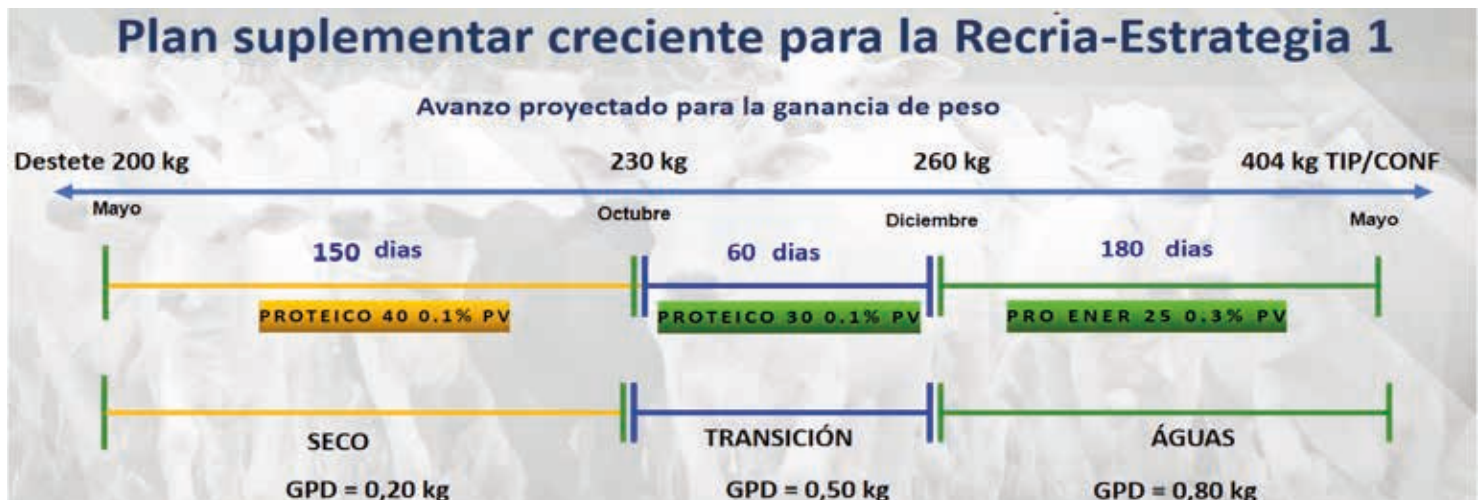 Plan suplementar creciente para la Recria-Estrategia 1
Avanzo proyectado para la ganancia de peso
Destete 200 kg 230 kg 260 kg 404 kg TIP/CONF
Mayo Octubre Diciembre Mayo
150 dias 60 dias 180 dias
PROTEICO 40 0.1% PV PROTEICO 30 0.1% PV PRO ENER 25 0.3% PV
SECO TRANSICIÓN ÁGUAS
GPD = 0,20 kg GPD = 0,50 kg GPD = 0,80 kg